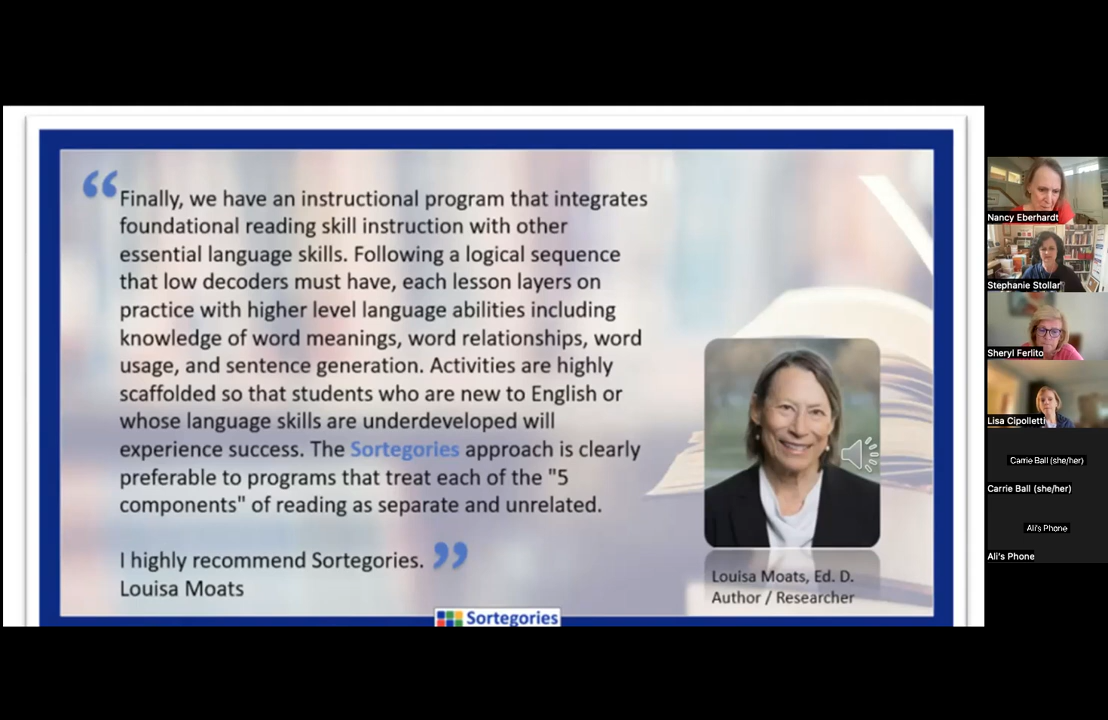 “Finally, we have an instructional program that integrates
foundational reading skill instruction with other
essential language skills. Following a logical sequence
that low decoders must have, each lesson layers on
practice with higher level language abilities including
knowledge of word meanings, word relationships, word
usage, and sentence generation. Activities are highly
scaffolded so that students who are new to English or
whose language skills are underdeveloped will
experience success. The Sortegories approach is clearly
preferable to programs that treat each of the "5
components" of reading as separate and unrelated.
I highly recommend Sortegories.”
Louisa Moats
Louisa Moats, Ed. D.
Author / Researcher
Sortegories
Nancy Eberhardt
Stephanie Stollar
Sheryl Ferlito
Lisa Cipolletti
Carrie Ball (she/her)
Carrie Ball (she/her)
Ali's Phone
Ali's Phone